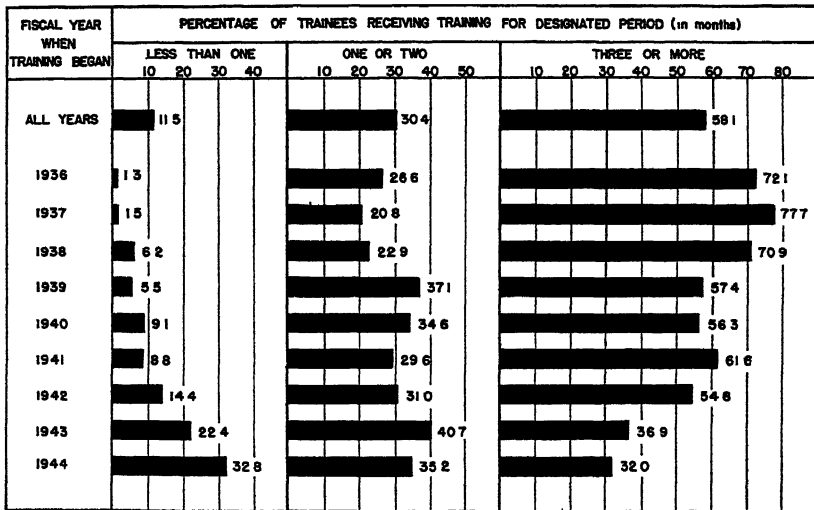 FISCAL YEAR WHEN TRAINING BEGAN
PERCENTAGE OF TRAINEES RECEIVING TRAINING FOR DESIGNATED PERIOD (in months)
LESS THAN ONE ONE OR TWO THREE OR MORE
10 20 30 40 10 20 30 40 50 10 20 30 40 50 60 70 80
ALL YEARS 11 5 30 4 58 1
1936 1 3 26 6 72 1
1937 1 5 20 8 77 7
1938 6 2 22 9 70 9
1939 5 5 37 1 57 4
1940 9 1 34 6 56 3
1941 8 8 29 6 61 6
1942 14 4 31 0 54 6
1943 22 4 40 7 36 9
1944 32 8 35 2 32 0